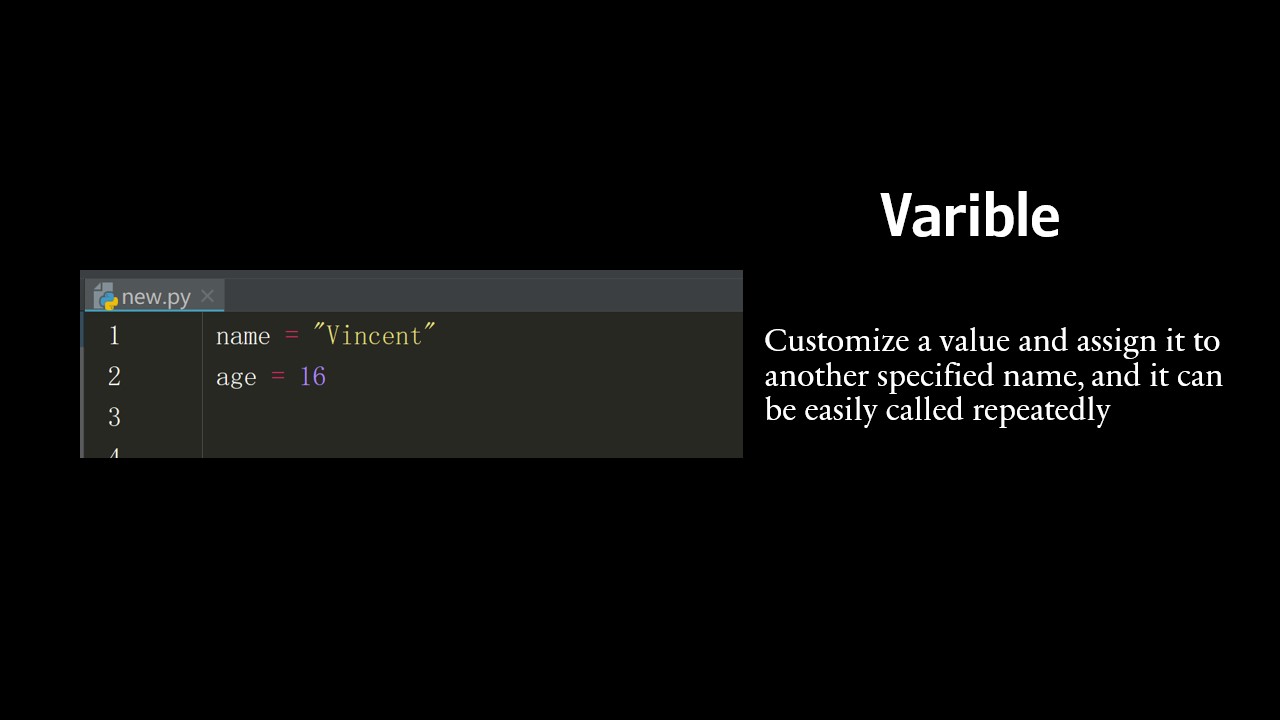 Varible
new.py
1 name = "Vincent"
2 age = 16
3
4
Customize a value and assign it to
another specified name, and it can
be easily called repeatedly